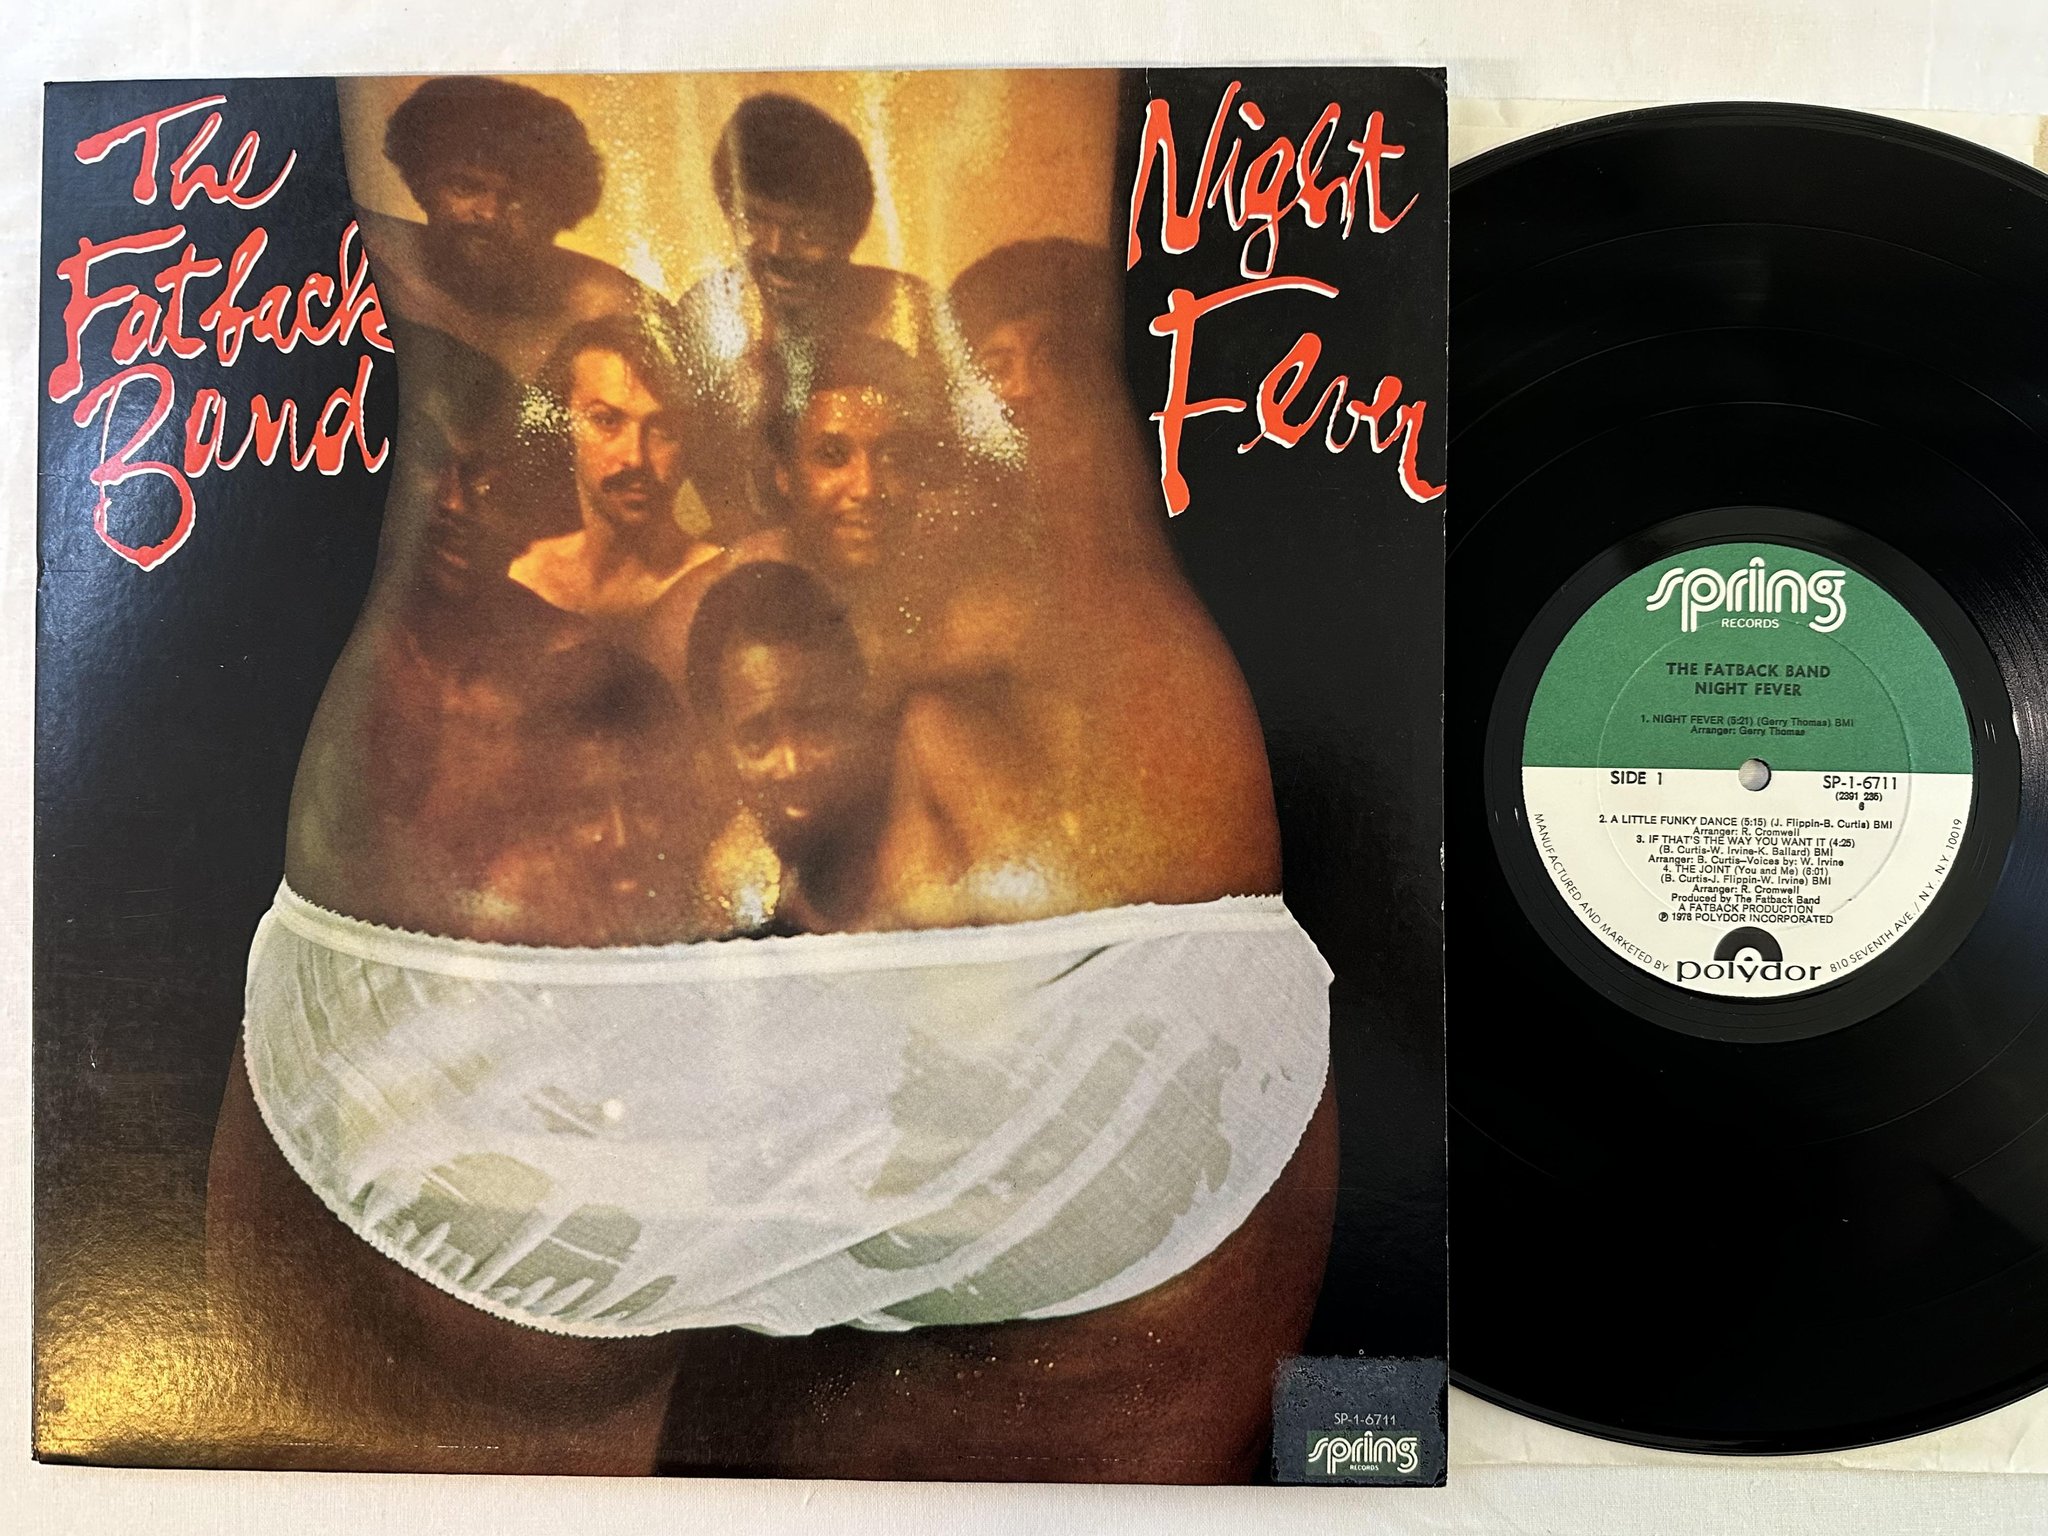 The
Fatback
Band
Night
Fever
SP-1-6711
spring
RECORDS
spring
RECORDS
THE FATBACK BAND
NIGHT FEVER
1. NIGHT FEVER (5:21) (Gerry Thomas) BMI
Arranger: Gerry Thomas
SIDE 1
SP-1-6711
(2391 235)
6
2. A LITTLE FUNKY DANCE (5:15) (J. Flippin-B. Curtis) BMI
Arranger: R. Cromwell
3. IF THAT'S THE WAY YOU WANT IT (4:25)
(B. Curtis-W. Irvine-K. Ballard) BMI
Arranger: B. Curtis—Voices by: W. Irvine
4. THE JOINT (You and Me) (6:01)
(B. Curtis-J. Flippin-W. Irvine) BMI
Arranger: R. Cromwell
Produced by The Fatback Band
A FATBACK PRODUCTION
℗ 1976 POLYDOR INCORPORATED
MANUFACTURED AND MARKETED BY polydor 810 SEVENTH AVE. / NY, NY 10019